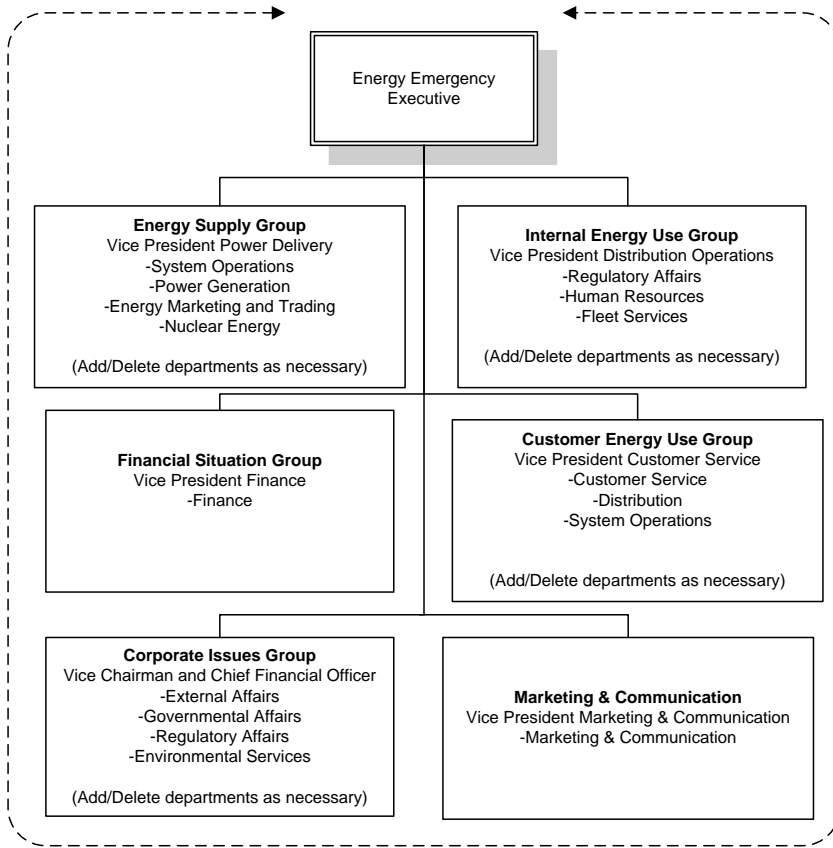 Energy Emergency
Executive
Energy Supply Group
Vice President Power Delivery
-System Operations
-Power Generation
-Energy Marketing and Trading
-Nuclear Energy
(Add/Delete departments as necessary)
Internal Energy Use Group
Vice President Distribution Operations
-Regulatory Affairs
-Human Resources
-Fleet Services
(Add/Delete departments as necessary)
Financial Situation Group
Vice President Finance
-Finance
Customer Energy Use Group
Vice President Customer Service
-Customer Service
-Distribution
-System Operations
(Add/Delete departments as necessary)
Corporate Issues Group
Vice Chairman and Chief Financial Officer
-External Affairs
-Governmental Affairs
-Regulatory Affairs
-Environmental Services
(Add/Delete departments as necessary)
Marketing & Communication
Vice President Marketing & Communication
-Marketing & Communication